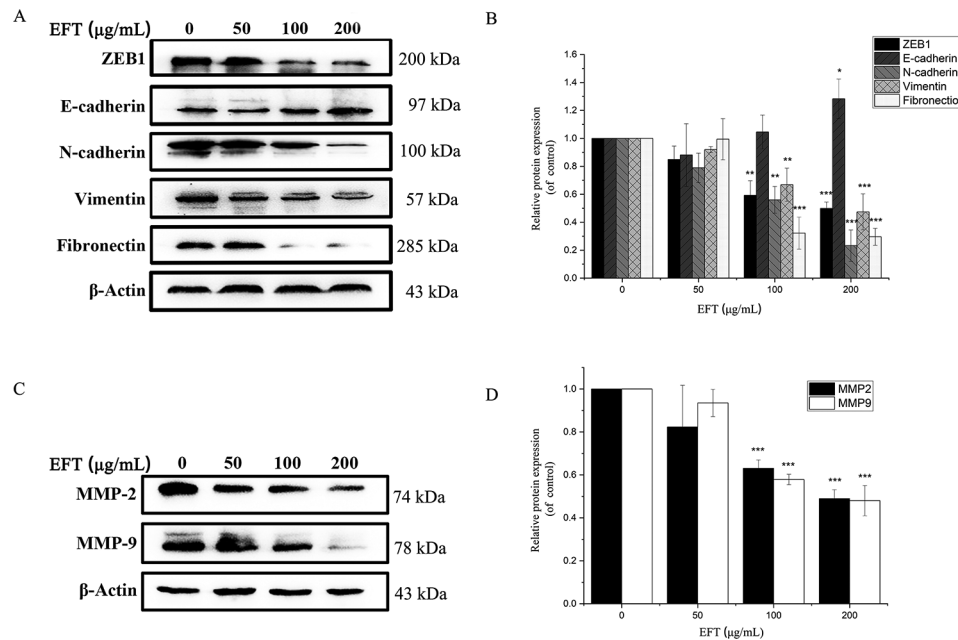 A
EFT (μg/mL) 0 50 100 200
ZEB1 200 kDa
E-cadherin 97 kDa
N-cadherin 100 kDa
Vimentin 57 kDa
Fibronectin 285 kDa
β-Actin 43 kDa
B
ZEB1
E-cadherin
N-cadherin
Vimentin
Fibronectio
Relative protein expression
(of control)
1.6
1.4
1.2
1.0
0.8
0.6
0.4
0.2
0.0
*
** ** ** ***
*** *** *** ***
0 50 100 200
EFT (μg/mL)
C
EFT (μg/mL) 0 50 100 200
MMP-2 74 kDa
MMP-9 78 kDa
β-Actin 43 kDa
D
MMP2
MMP9
Relative protein expression
(of control)
1.0
0.8
0.6
0.4
0.2
0.0
*** *** *** ***
0 50 100 200
EFT (μg/mL)